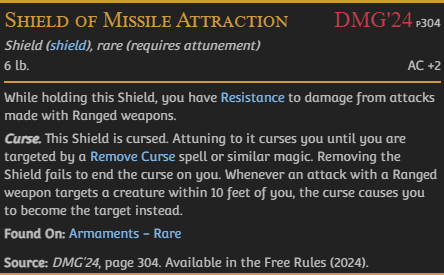 Shield of Missile Attraction DMG'24 p304
Shield (shield), rare (requires attunement)
6 lb. AC +2
While holding this Shield, you have Resistance to damage from attacks
made with Ranged weapons.
Curse. This Shield is cursed. Attuning to it curses you until you are
targeted by a Remove Curse spell or similar magic. Removing the
Shield fails to end the curse on you. Whenever an attack with a Ranged
weapon targets a creature within 10 feet of you, the curse causes you
to become the target instead.
Found On: Armaments – Rare
Source: DMG'24, page 304. Available in the Free Rules (2024).